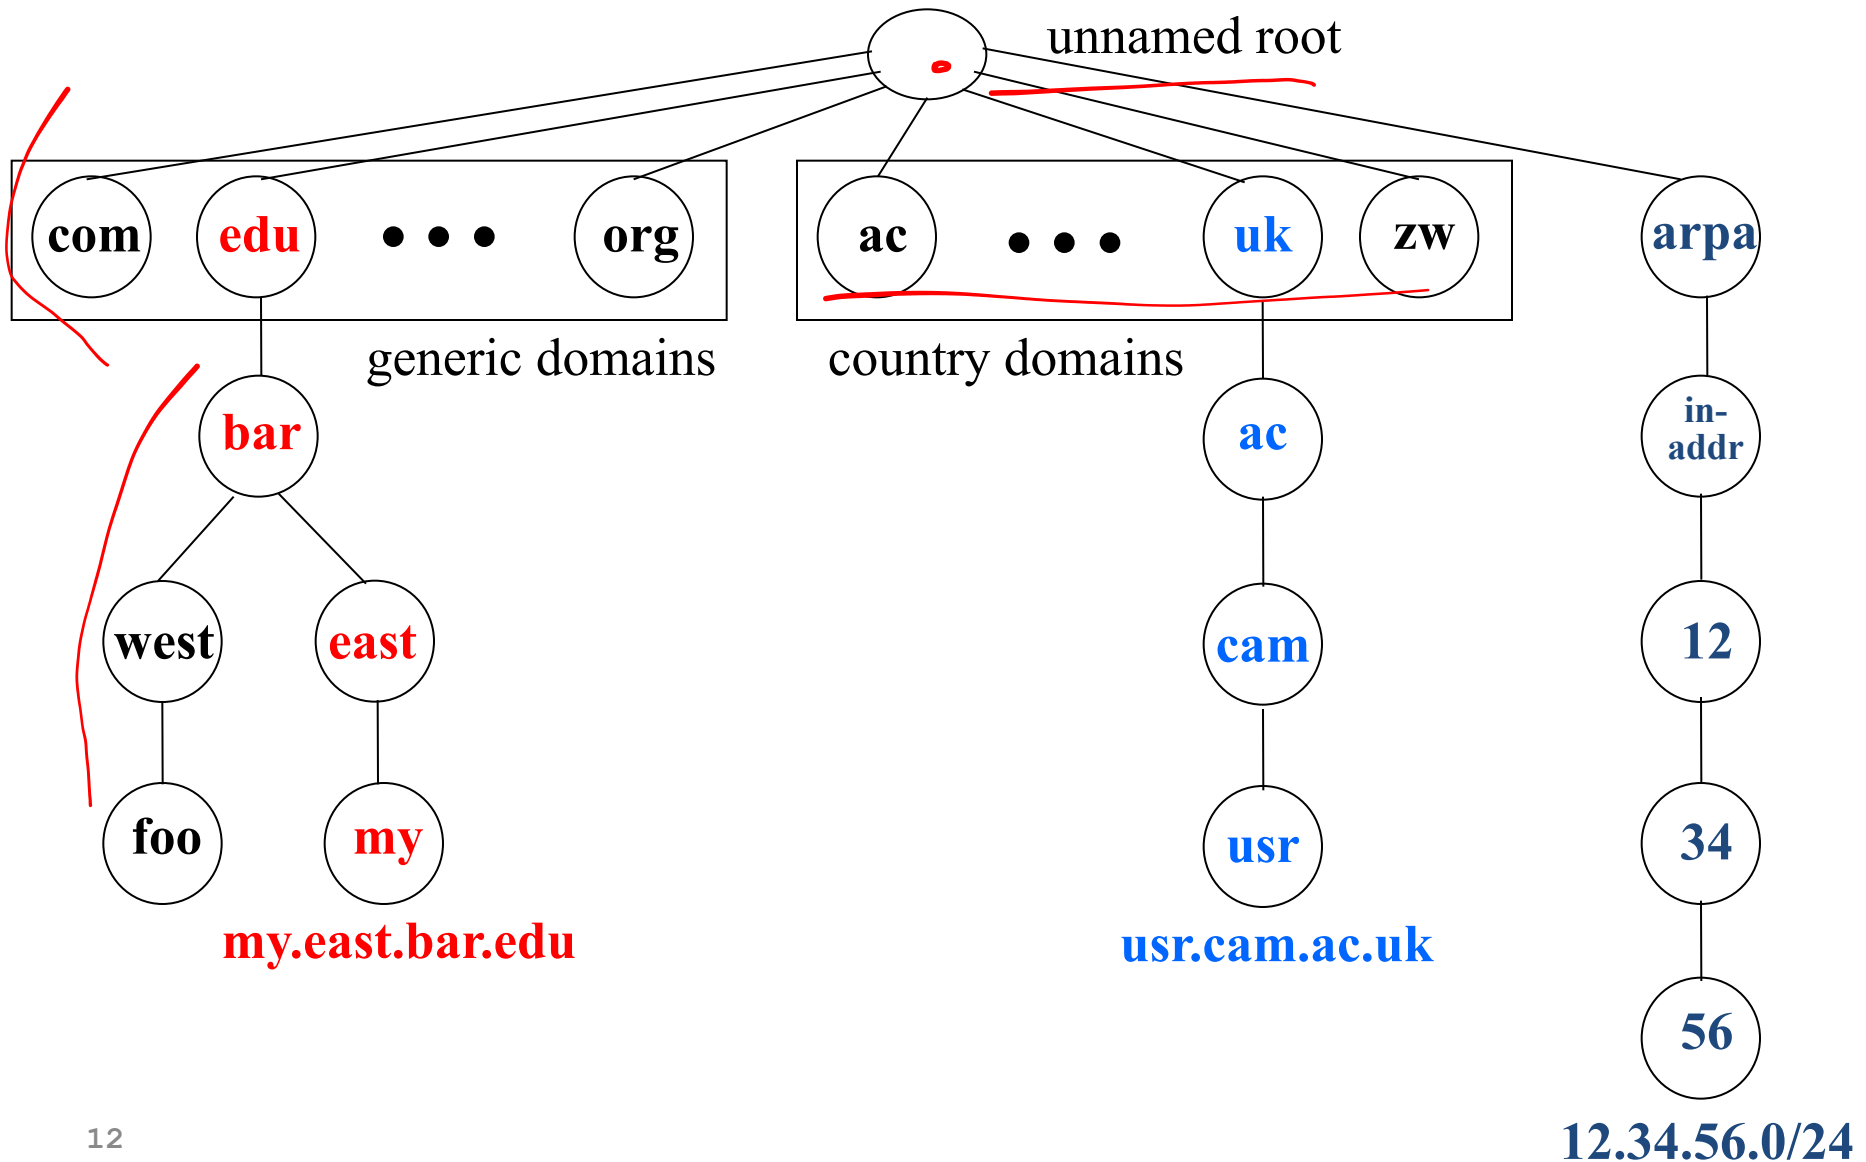 unnamed root
com edu org ac uk zw arpa
generic domains country domains
bar ac in-
addr
west east cam 12
foo my usr 34
my.east.bar.edu usr.cam.ac.uk
56
12 12.34.56.0/24